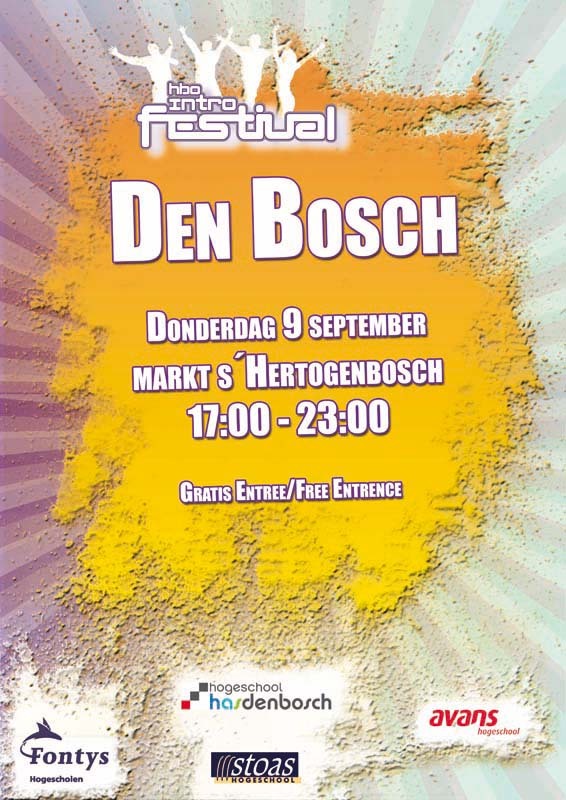 hbo
intro
festival
DEN BOSCH
DONDERDAG 9 SEPTEMBER
MARKT S´HERTOGENBOSCH
17:00 - 23:00
GRATIS ENTREE/FREE ENTRENCE
hogeschool
hasdenbosch
avans
hogeschool
Fontys
Hogescholen
stoas
HOGESCHOOL